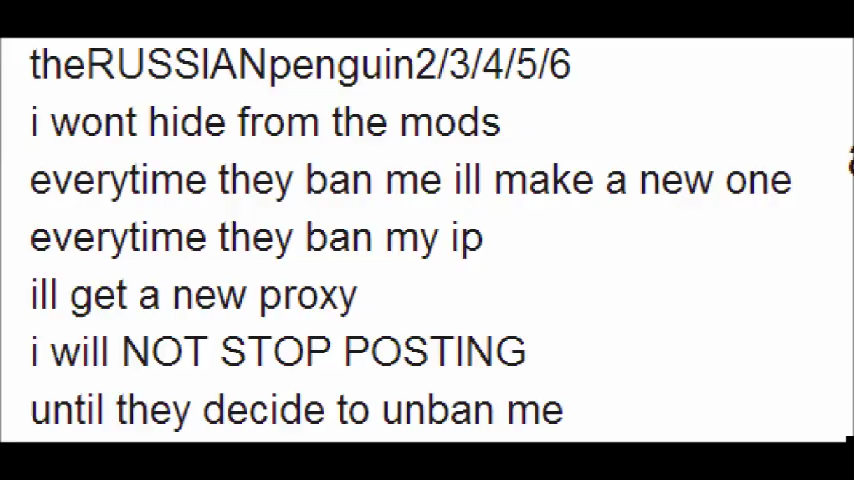 theRUSSIANpenguin2/3/4/5/6
i wont hide from the mods
everytime they ban me ill make a new one
everytime they ban my ip
ill get a new proxy
i will NOT STOP POSTING
until they decide to unban me